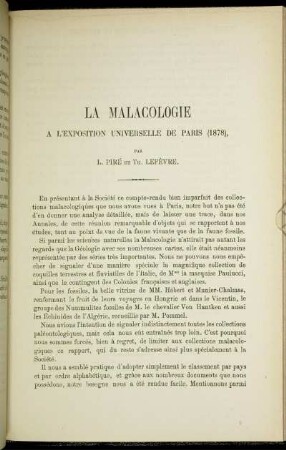 LA MALACOLOGIE
A L'EXPOSITION UNIVERSELLE DE PARIS (1878),
PAR
L. PIRÉ ET TH. LEFÈVRE.
En présentant à la Société ce compte-rendu bien imparfait des collec-
tions malacologiques que nous avons vues à Paris, notre but n'a pas été
d'en donner une analyse détaillée, mais de laisser une trace, dans nos
Annales, de cette réunion remarquable d'objets qui se rapportent à nos
études, tant au point de vue de la faune vivante que de la faune fossile.
Si parmi les sciences naturelles la Malacologie n'attirait pas autant les
regards que la Géologie avec ses nombreuses cartes, elle était néanmoins
représentée par des séries très importantes. Nous ne pouvons nous em-
pêcher de signaler d'une manière spéciale la magnifique collection de
coquilles terrestres et fluviatiles de l'Italie, de Mme la marquise Paulucci,
ainsi que le contingent des Colonies françaises et anglaises.
Pour les fossiles, la belle vitrine de MM. Hébert et Munier-Chalmas,
renfermant le fruit de leurs voyages en Hongrie et dans le Vicentin, le
groupe des Nummulites fossiles de M. le chevalier Von Hantken et aussi
les Echinoïdes de l'Algérie, recueillis par M. Pommel.
Nous avions l'intention de signaler indistinctement toutes les collections
paléontologiques, mais cela nous eut entraînés trop loin. C'est pourquoi
nous sommes forcés, bien à regret, de limiter aux collections malacolo-
giques ce rapport, qui du reste s'adresse ainsi plus spécialement à la
Société.
Il nous a semblé pratique d'adopter simplement le classement par pays
et par ordre alphabétique, et grâce aux nombreux documents que nous
possédons, notre besogne nous a été rendue facile. Mentionnons parmi